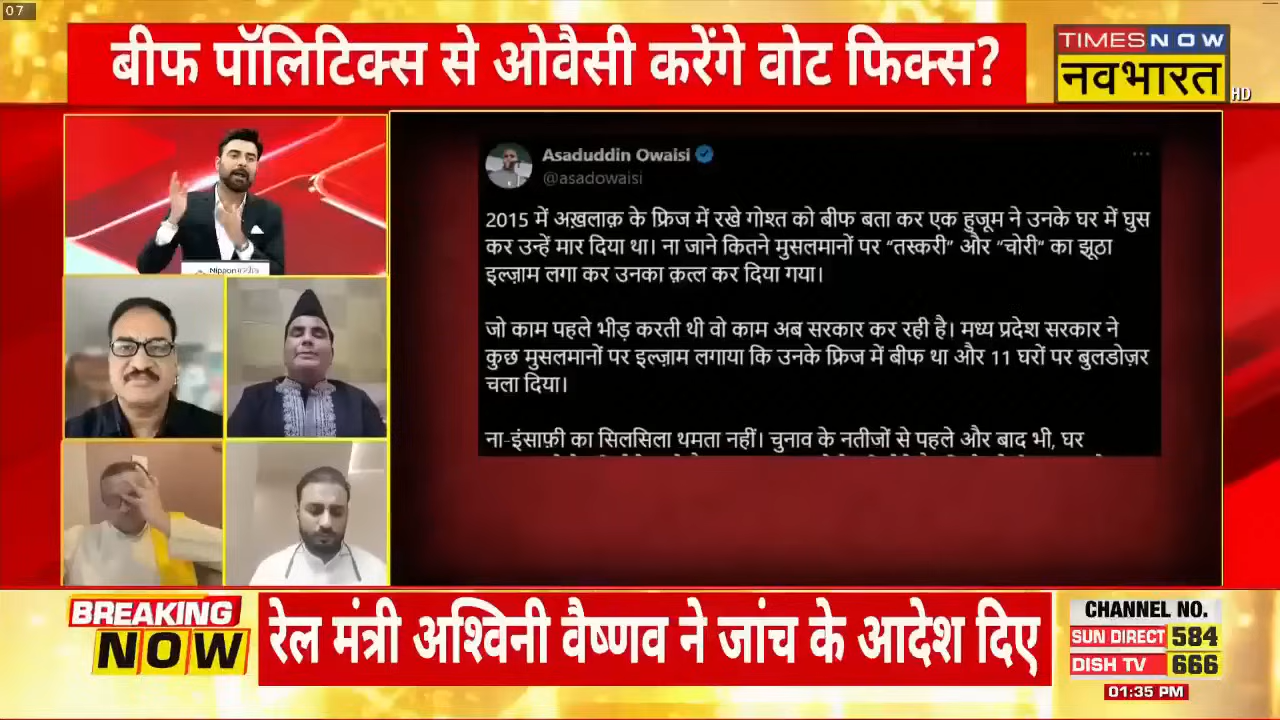 07
बीफ पॉलिटिक्स से ओवैसी करेंगे वोट फिक्स?
TIMES NOW
नवभारत
HD
Asaduddin Owaisi
@asadowaisi
2015 में अख़लाक़ के फ्रिज में रखे गोश्त को बीफ बता कर एक हुजूम ने उनके घर में घुस
कर उन्हें मार दिया था। ना जाने कितने मुसलमानों पर “तस्करी” और “चोरी” का झूठा
इल्ज़ाम लगा कर उनका क़त्ल कर दिया गया।
जो काम पहले भीड़ करती थी वो काम अब सरकार कर रही है। मध्य प्रदेश सरकार ने
कुछ मुसलमानों पर इल्ज़ाम लगाया कि उनके फ्रिज में बीफ था और 11 घरों पर बुलडोज़र
चला दिया।
ना-इंसाफ़ी का सिलसिला थमता नहीं। चुनाव के नतीजों से पहले और बाद भी, घर
Nippon india
BREAKING
NOW
रेल मंत्री अश्विनी वैष्णव ने जांच के आदेश दिए
CHANNEL NO.
SUN DIRECT 584
DISH TV 666
01:35 PM